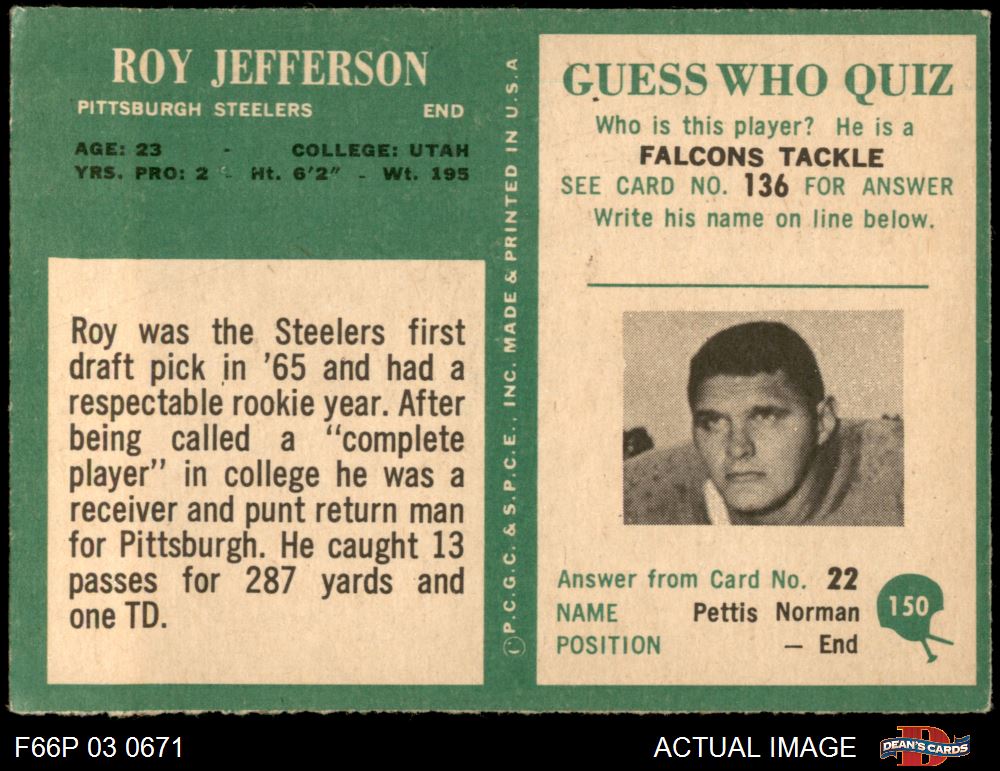 ROY JEFFERSON
PITTSBURGH STEELERS END
AGE: 23 - COLLEGE: UTAH
YRS. PRO: 2 - Ht. 6'2" - Wt. 195
Roy was the Steelers first
draft pick in '65 and had a
respectable rookie year. After
being called a "complete
player" in college he was a
receiver and punt return man
for Pittsburgh. He caught 13
passes for 287 yards and
one TD.
© P.C.G.C. & S.P.C.E., INC. MADE & PRINTED IN U.S.A
GUESS WHO QUIZ
Who is this player? He is a
FALCONS TACKLE
SEE CARD NO. 136 FOR ANSWER
Write his name on line below.
Answer from Card No. 22
NAME Pettis Norman
POSITION — End
150
F66P 03 0671
ACTUAL IMAGE
DEAN'S CARDS